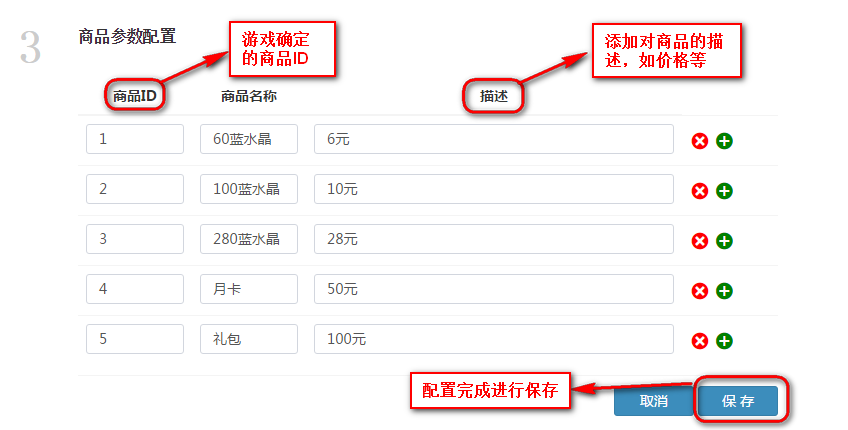 3
商品参数配置
游戏确定
的商品ID
添加对商品的描
述，如价格等
商品ID 商品名称 描述
1 60蓝水晶 6元
2 100蓝水晶 10元
3 280蓝水晶 28元
4 月卡 50元
5 礼包 100元
配置完成进行保存
取消 保 存